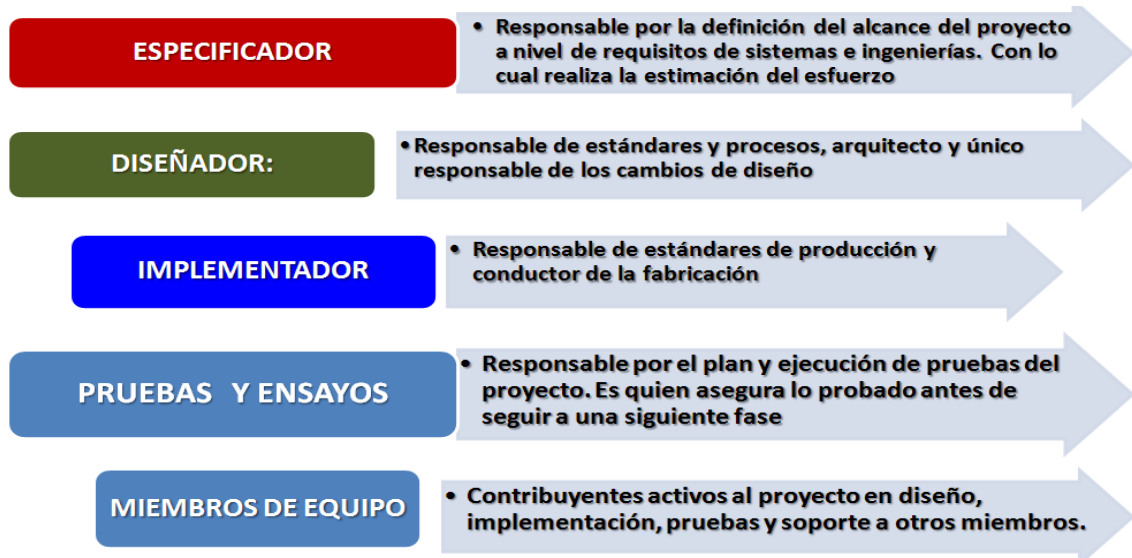 ESPECIFICADOR
• Responsable por la definición del alcance del proyecto
a nivel de requisitos de sistemas e ingenierías. Con lo
cual realiza la estimación del esfuerzo
DISEÑADOR:
• Responsable de estándares y procesos, arquitecto y único
responsable de los cambios de diseño
IMPLEMENTADOR
• Responsable de estándares de producción y
conductor de la fabricación
PRUEBAS Y ENSAYOS
• Responsable por el plan y ejecución de pruebas del
proyecto. Es quien asegura lo probado antes de
seguir a una siguiente fase
MIEMBROS DE EQUIPO
• Contribuyentes activos al proyecto en diseño,
implementación, pruebas y soporte a otros miembros.